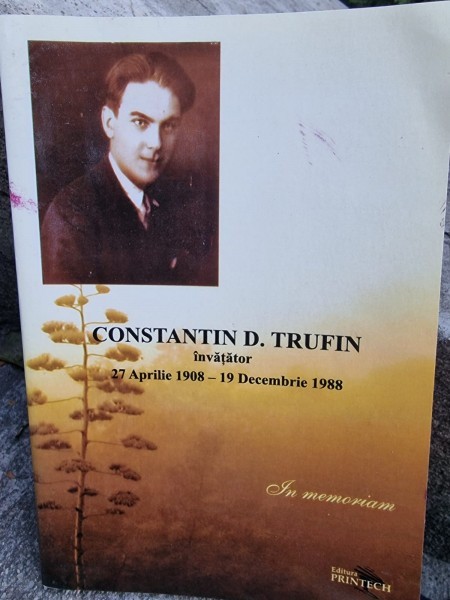 CONSTANTIN D. TRUFIN
învățător
27 Aprilie 1908 – 19 Decembrie 1988
In memoriam
Editura
PRINTECH